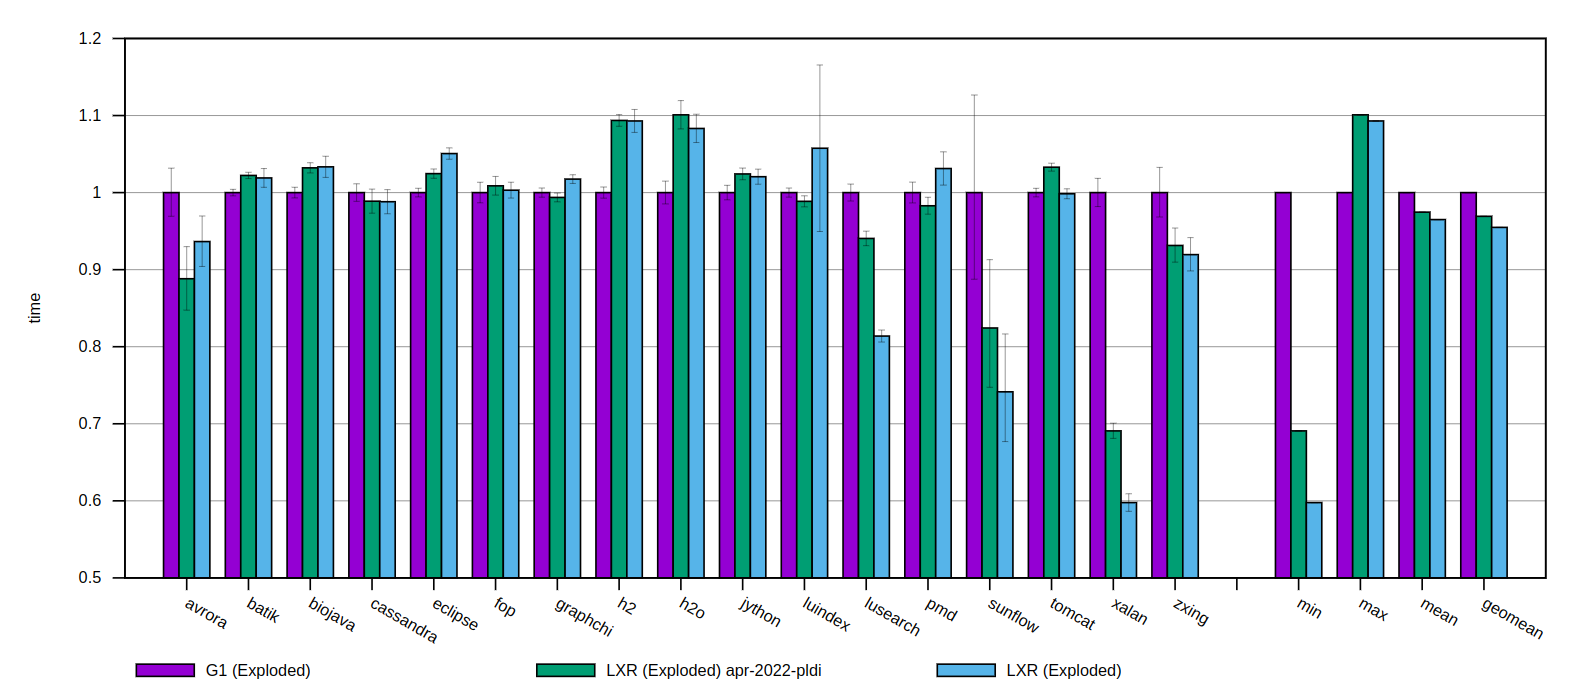 1.2
1.1
1
0.9
0.8
0.7
0.6
0.5
time
avrora
batik
biojava
cassandra
eclipse
fop
graphchi
h2
h2o
jython
luindex
lusearch
pmd
sunflow
tomcat
xalan
zxing
min
max
mean
geomean
G1 (Exploded)
LXR (Exploded) apr-2022-pldi
LXR (Exploded)